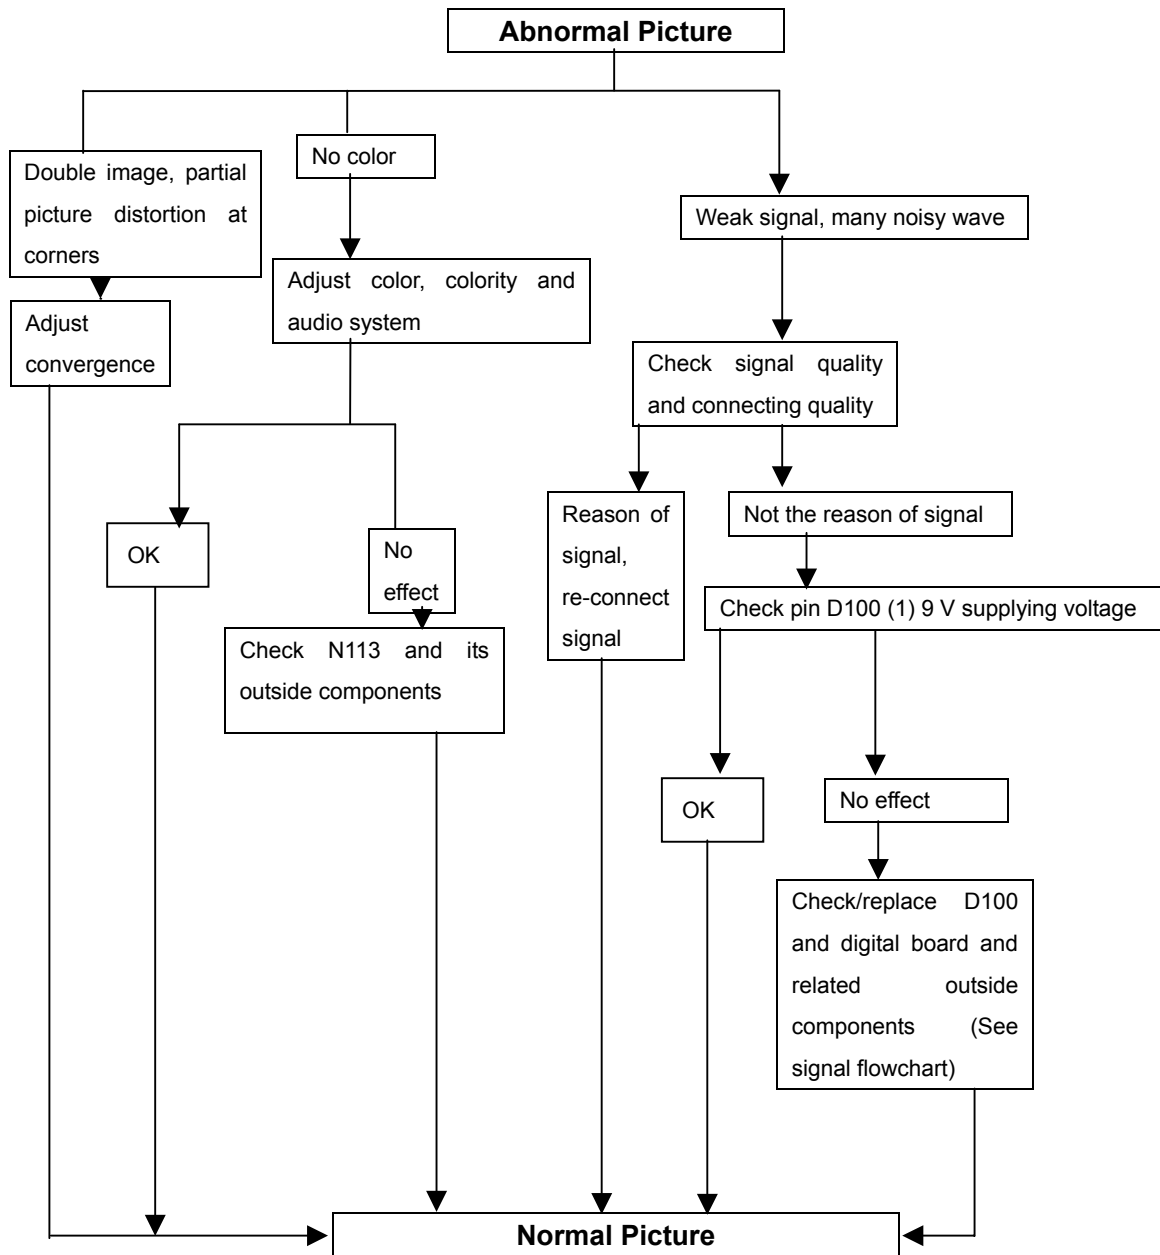 Abnormal Picture
Double image, partial
picture distortion at
corners
Adjust
convergence
No color
Adjust color, colority and
audio system
OK
No
effect
Check N113 and its
outside components
Weak signal, many noisy wave
Check signal quality
and connecting quality
Reason of
signal,
re-connect
signal
Not the reason of signal
Check pin D100 (1) 9 V supplying voltage
OK
No effect
Check/replace D100
and digital board and
related outside
components (See
signal flowchart)
Normal Picture